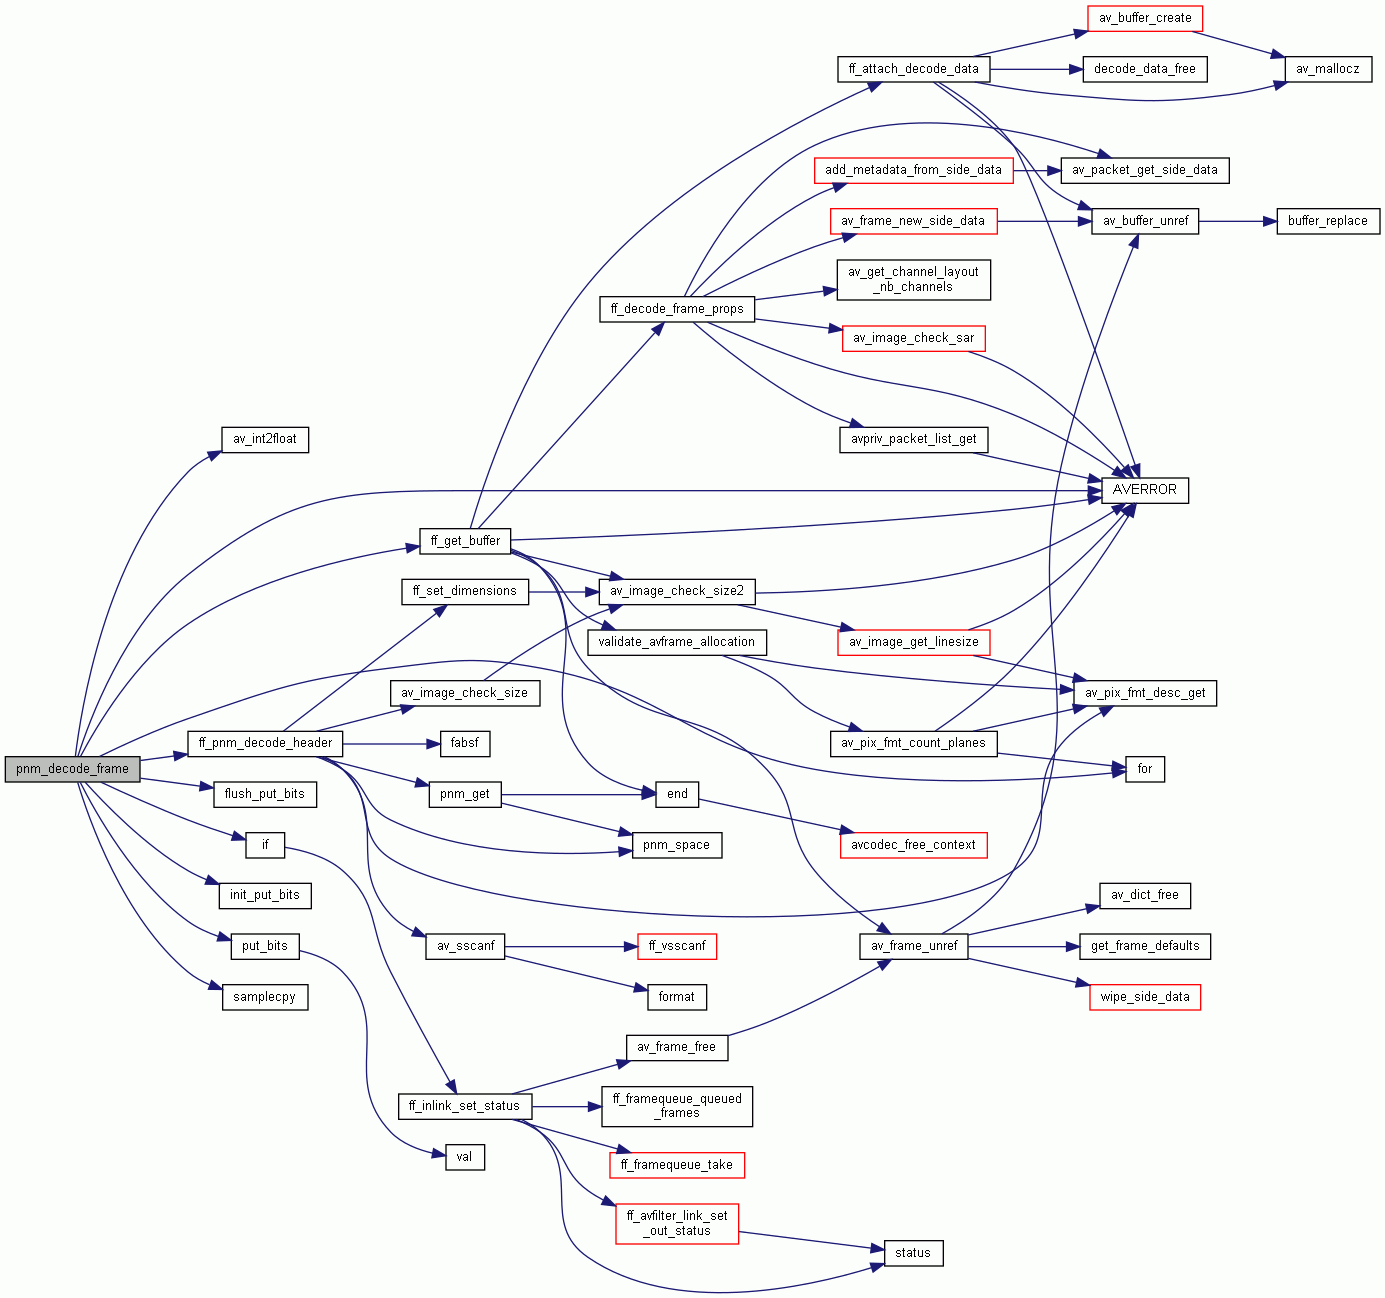 av_buffer_create
ff_attach_decode_data
decode_data_free
av_mallocz
add_metadata_from_side_data
av_packet_get_side_data
av_frame_new_side_data
av_buffer_unref
buffer_replace
av_get_channel_layout
_nb_channels
ff_decode_frame_props
av_image_check_sar
av_int2float
avpriv_packet_list_get
AVERROR
ff_get_buffer
ff_set_dimensions
av_image_check_size2
validate_avframe_allocation
av_image_get_linesize
av_image_check_size
av_pix_fmt_desc_get
ff_pnm_decode_header
fabsf
av_pix_fmt_count_planes
pnm_decode_frame
for
flush_put_bits
pnm_get
end
if
pnm_space
avcodec_free_context
init_put_bits
av_dict_free
put_bits
av_sscanf
ff_vsscanf
av_frame_unref
get_frame_defaults
samplecpy
format
wipe_side_data
av_frame_free
ff_inlink_set_status
ff_framequeue_queued
_frames
val
ff_framequeue_take
ff_avfilter_link_set
_out_status
status